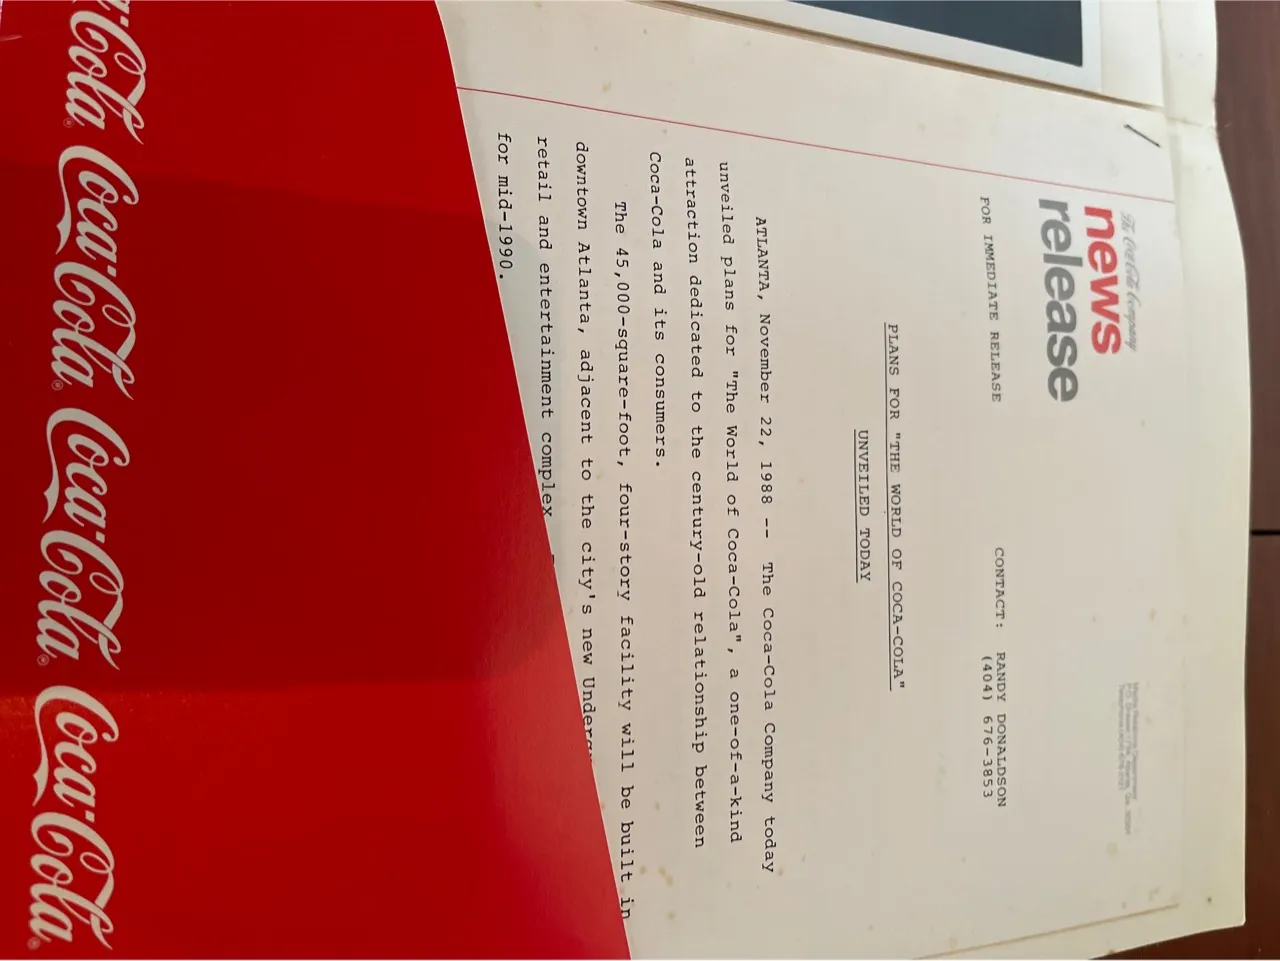 The Coca-Cola Company
news
release
Media Relations Department
FOR IMMEDIATE RELEASE
CONTACT: RANDY DONALDSON
(404) 676-3853
PLANS FOR "THE WORLD OF COCA-COLA"
UNVEILED TODAY
ATLANTA, November 22, 1988 -- The Coca-Cola Company today
unveiled plans for "The World of Coca-Cola", a one-of-a-kind
attraction dedicated to the century-old relationship between
Coca-Cola and its consumers.
The 45,000-square-foot, four-story facility will be built in
downtown Atlanta, adjacent to the city's new
retail and entertainment complex
for mid-1990.
Coca-Cola Coca-Cola Coca-Cola Coca-Cola